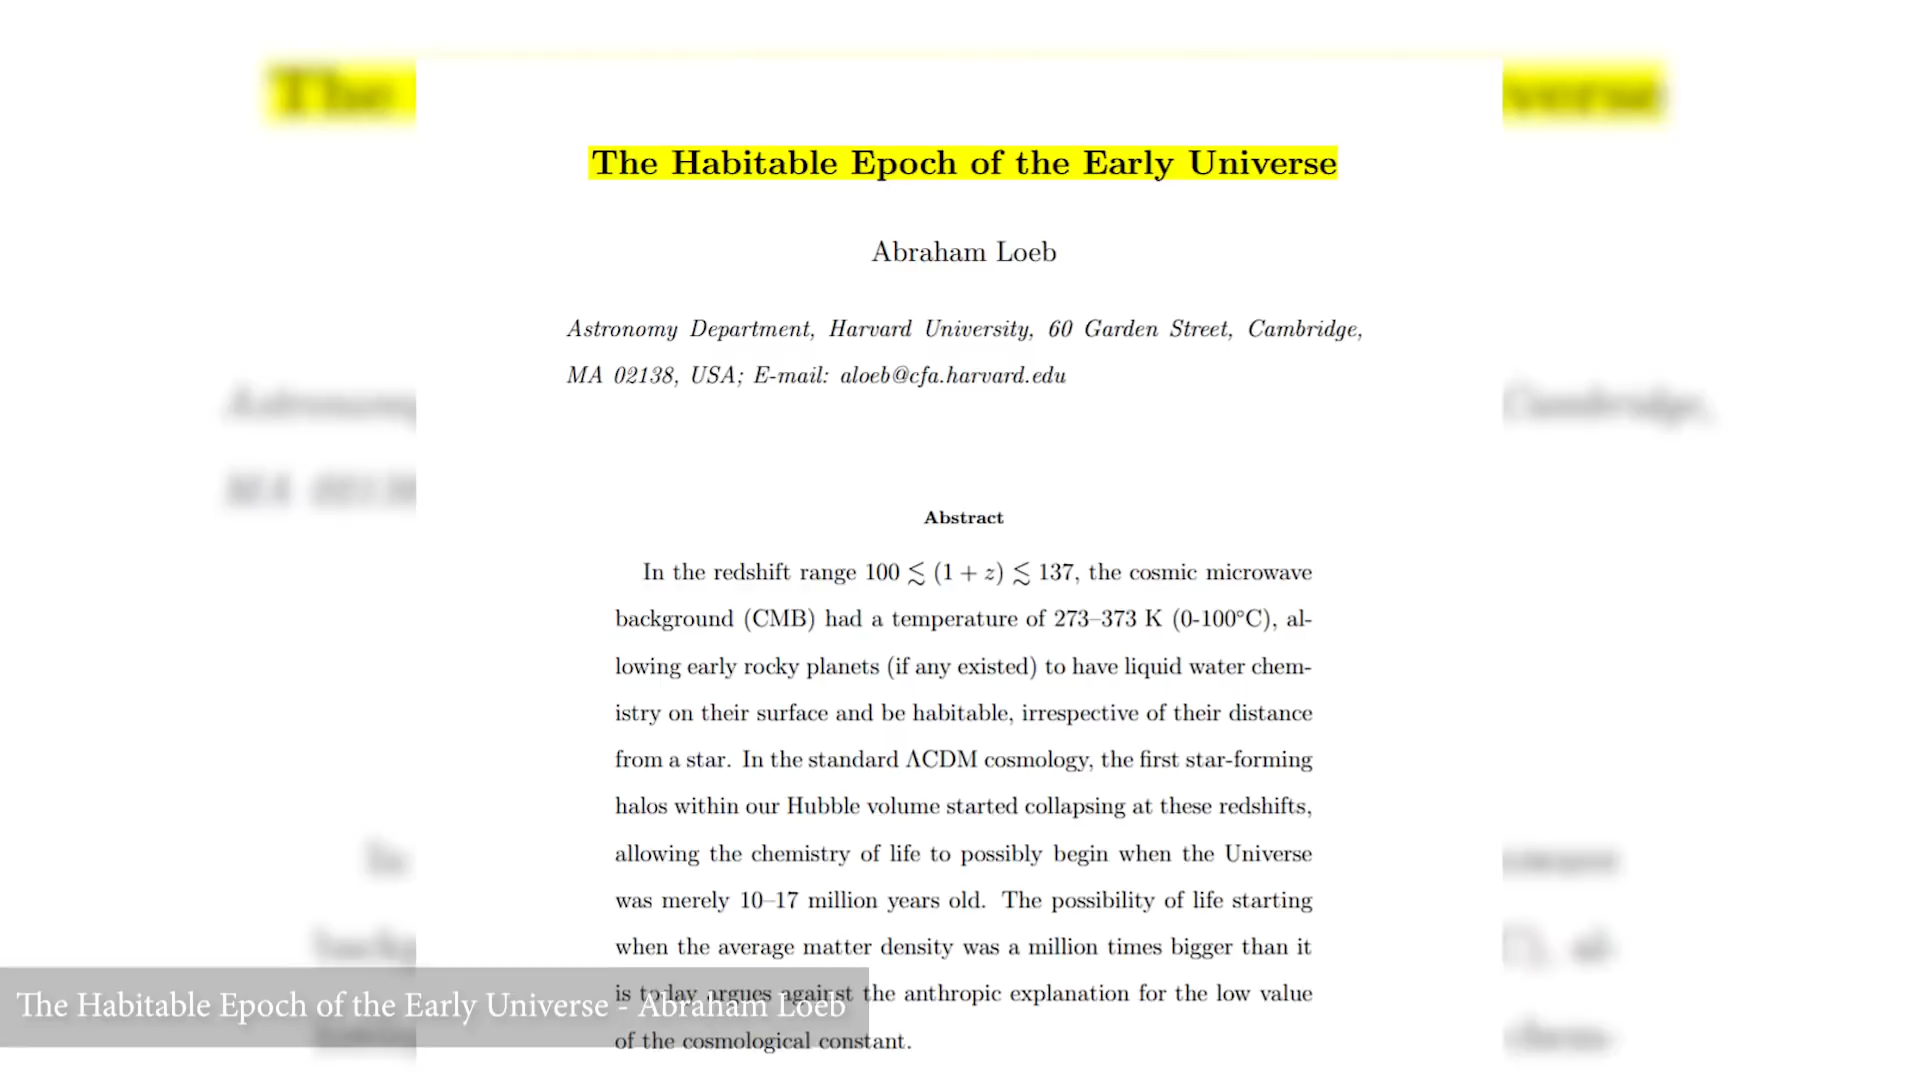 The Habitable Epoch of the Early Universe
Abraham Loeb
Astronomy Department, Harvard University, 60 Garden Street, Cambridge,
MA 02138, USA; E-mail: aloeb@cfa.harvard.edu
Abstract
In the redshift range 100 ≲ (1 + z) ≲ 137, the cosmic microwave
background (CMB) had a temperature of 273–373 K (0-100°C), al-
lowing early rocky planets (if any existed) to have liquid water chem-
istry on their surface and be habitable, irrespective of their distance
from a star. In the standard ΛCDM cosmology, the first star-forming
halos within our Hubble volume started collapsing at these redshifts,
allowing the chemistry of life to possibly begin when the Universe
was merely 10–17 million years old. The possibility of life starting
when the average matter density was a million times bigger than it
is today argues against the anthropic explanation for the low value
of the cosmological constant.
The Habitable Epoch of the Early Universe - Abraham Loeb